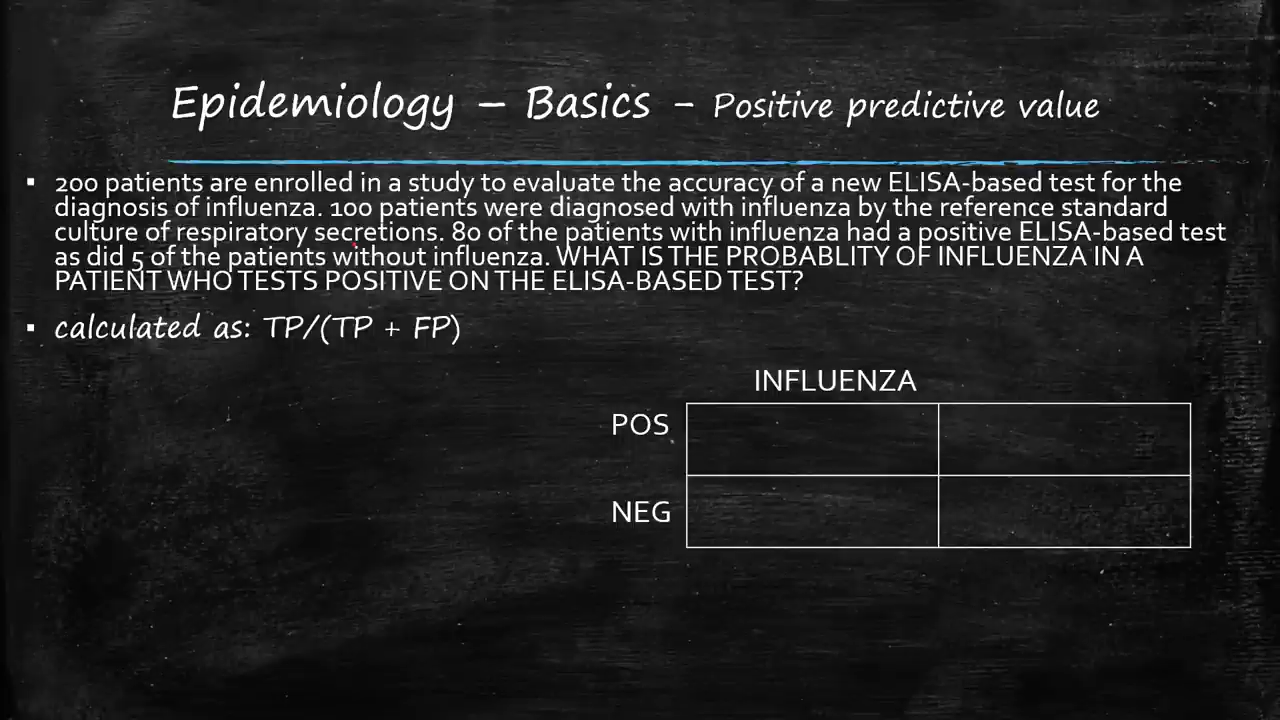 Epidemiology – Basics – Positive predictive value
▪ 200 patients are enrolled in a study to evaluate the accuracy of a new ELISA-based test for the
diagnosis of influenza. 100 patients were diagnosed with influenza by the reference standard
culture of respiratory secretions. 80 of the patients with influenza had a positive ELISA-based test
as did 5 of the patients without influenza. WHAT IS THE PROBABLITY OF INFLUENZA IN A
PATIENT WHO TESTS POSITIVE ON THE ELISA-BASED TEST?
▪ calculated as: TP/(TP + FP)
INFLUENZA
POS
NEG